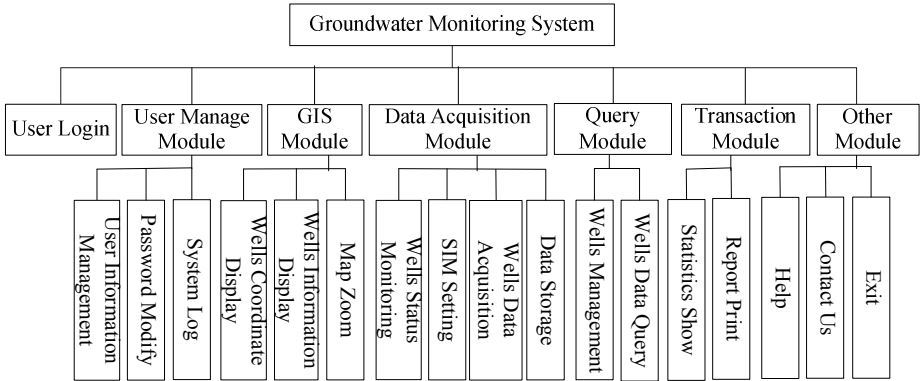 Groundwater Monitoring System
User Login
User Manage
Module
GIS
Module
Data Acquisition
Module
Query
Module
Transaction
Module
Other
Module
User Information
Management
Password Modify
System Log
Wells Coordinate
Display
Wells Information
Display
Map Zoom
Wells Status
Monitoring
SIM Setting
Wells Data
Acquisition
Data Storage
Wells Management
Wells Data Query
Statistics Show
Report Print
Help
Contact Us
Exit